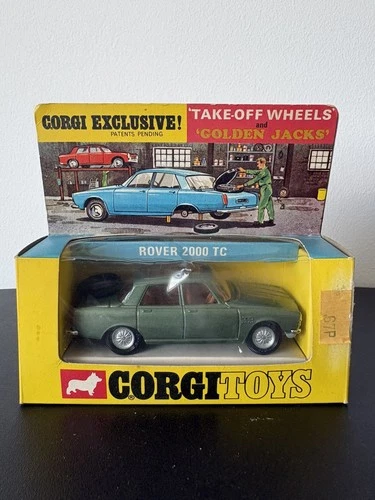 CORGI EXCLUSIVE!
PATENTS PENDING
'TAKE-OFF WHEELS'
and
'GOLDEN JACKS'
ROVER 2000 TC
CORGI TOYS